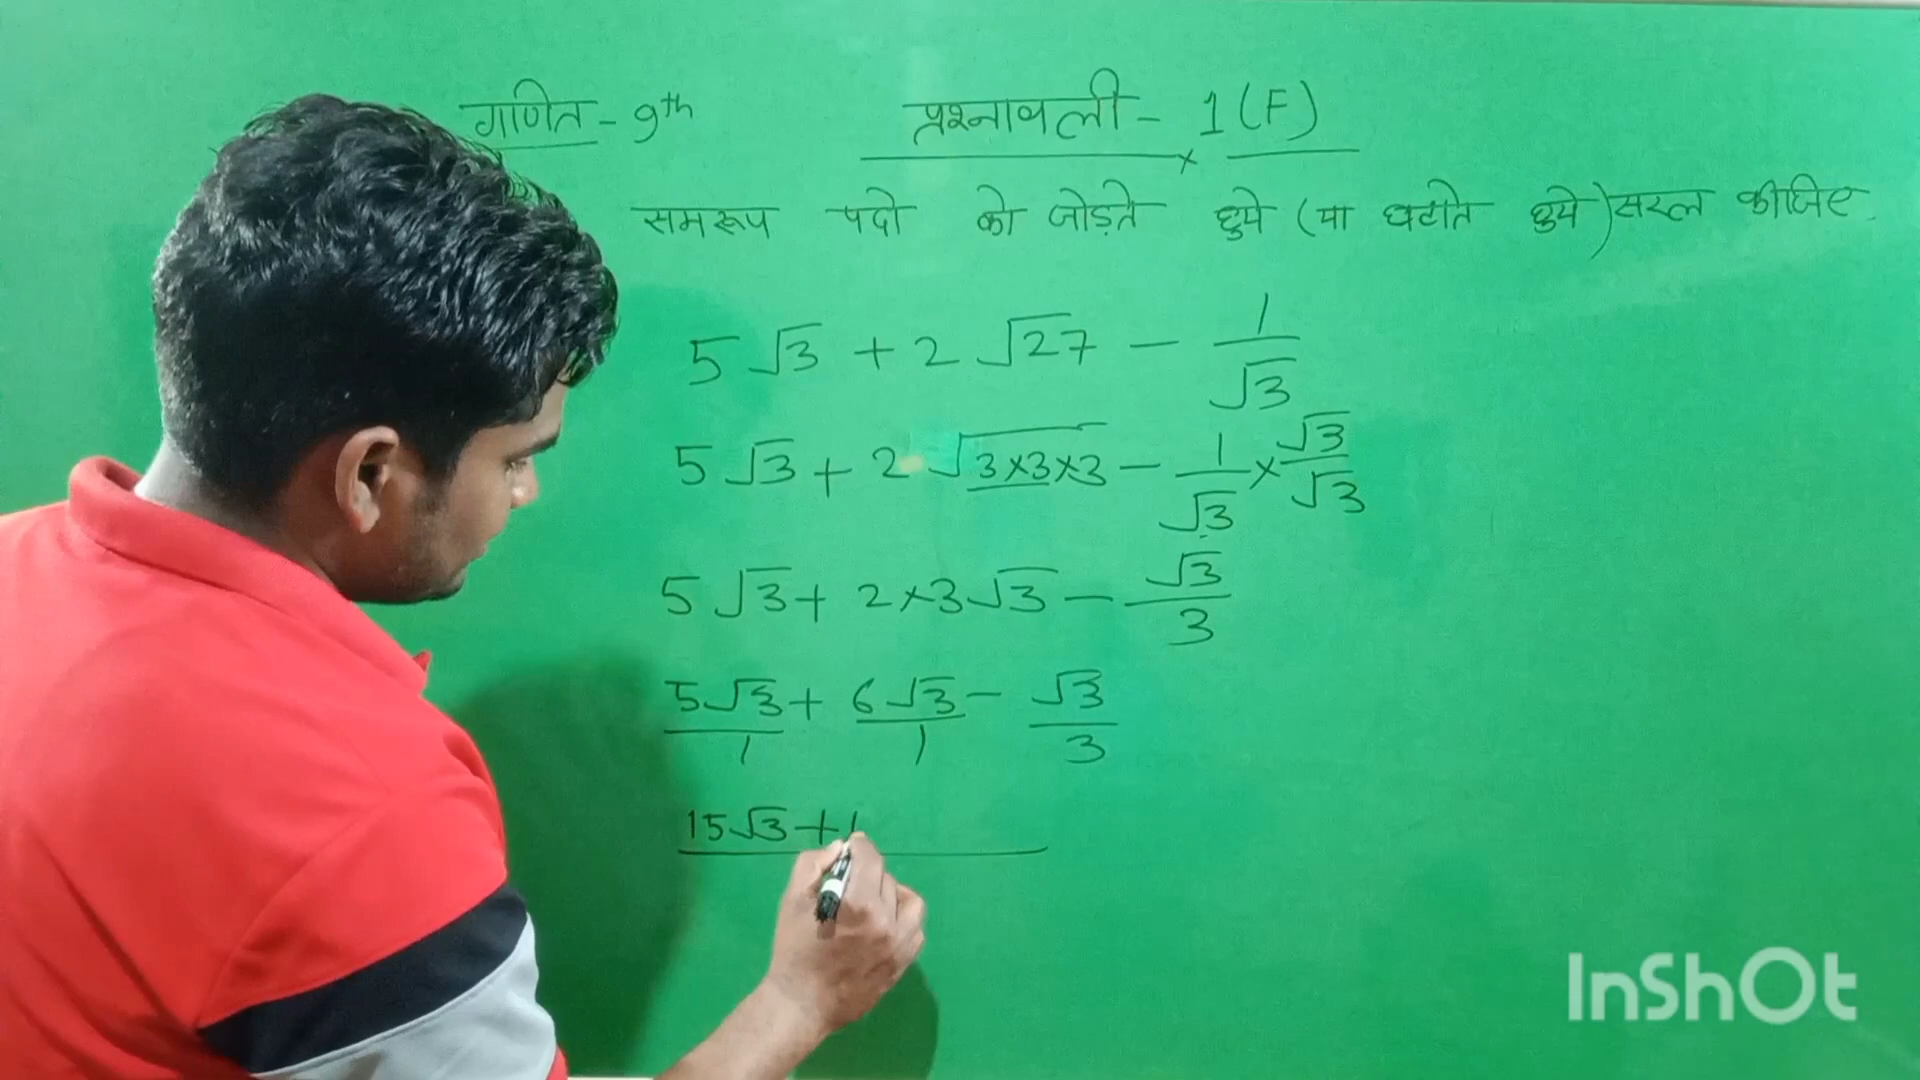 गणित - 9th प्रश्नावली - 1(F)
समरूप पदो को जोड़ते हुये (या घटाते हुये) सरल कीजिए.
5√3 + 2√27 - 1/√3
5√3 + 2√(3×3×3) - 1/√3 × √3/√3
5√3 + 2×3√3 - √3/3
5√3/1 + 6√3/1 - √3/3
15√3 + 1
InShOt